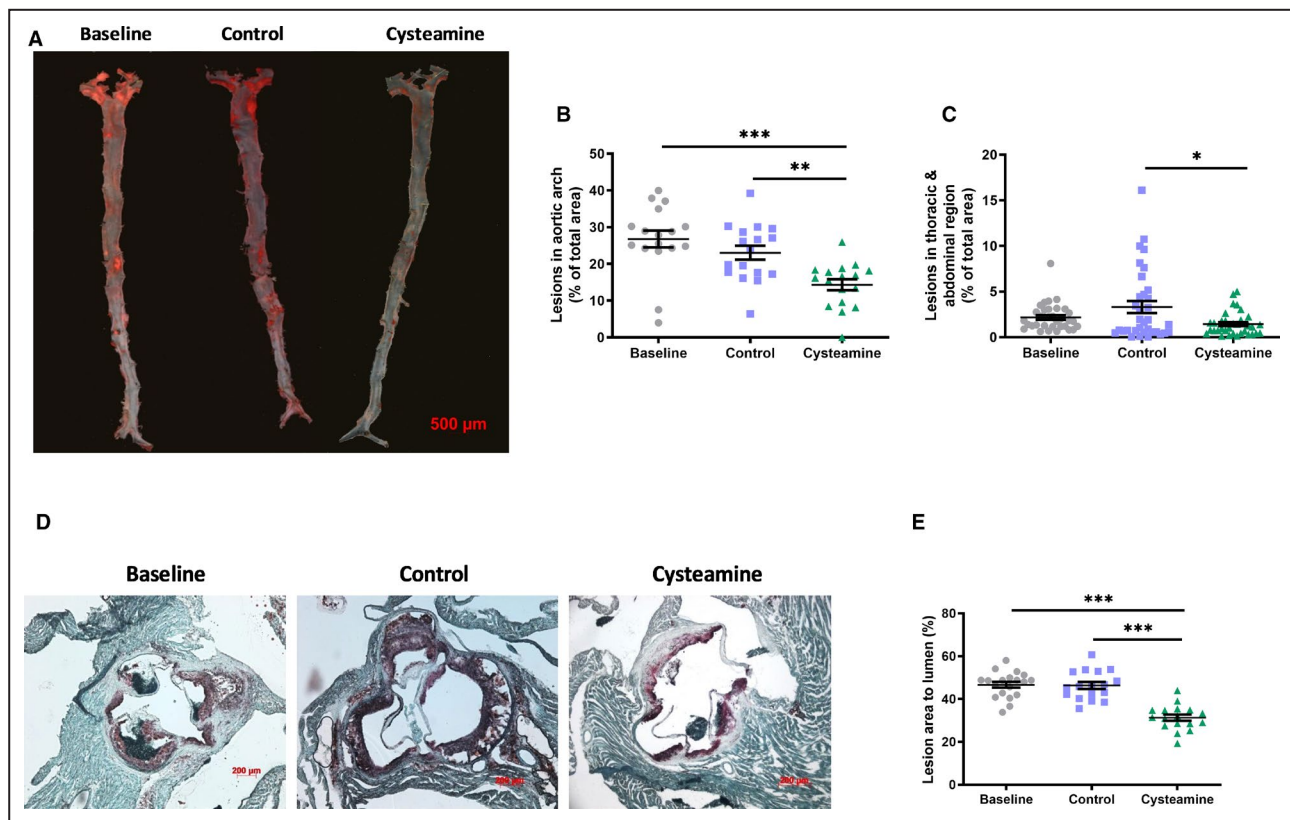 A
Baseline
Control
Cysteamine
500 µm
B
***
**
Lesions in aortic arch
(% of total area)
50
40
30
20
10
0
Baseline
Control
Cysteamine
C
*
Lesions in thoracic &
abdominal region
(% of total area)
20
15
10
5
0
Baseline
Control
Cysteamine
D
Baseline
Control
Cysteamine
200 µm
200 µm
E
***
***
Lesion area to lumen (%)
80
60
40
20
0
Baseline
Control
Cysteamine